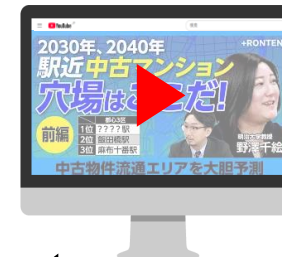 YouTube
検索
2030年、2040年
+RONTEN
駅近中古マンション
穴場はここだ!
前編
都心3区
1位 ????駅
2位 飯田橋駅
3位 麻布十番駅
明治大学教授
野澤千絵
中古物件流通エリアを大胆予測